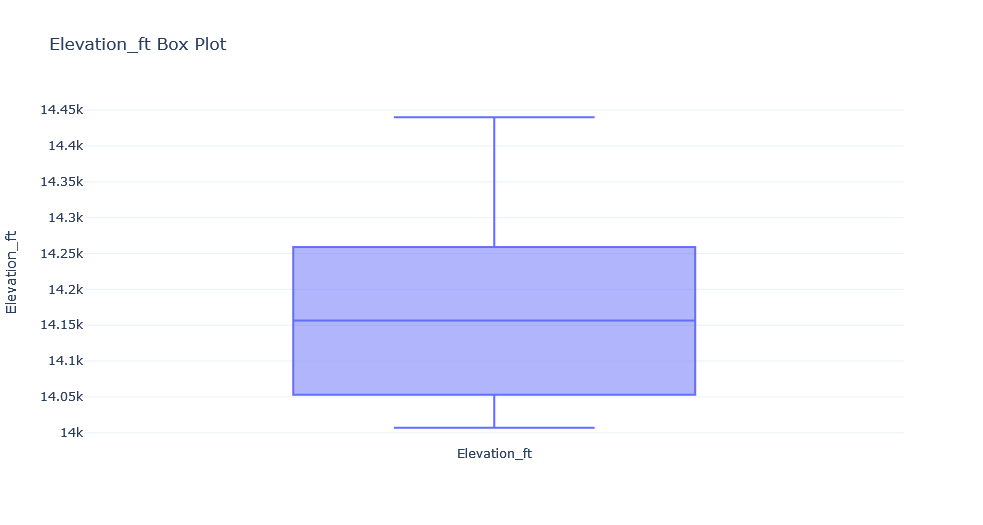 Elevation_ft Box Plot
14.45k
14.4k
14.35k
14.3k
14.25k
14.2k
14.15k
14.1k
14.05k
14k
Elevation_ft
Elevation_ft